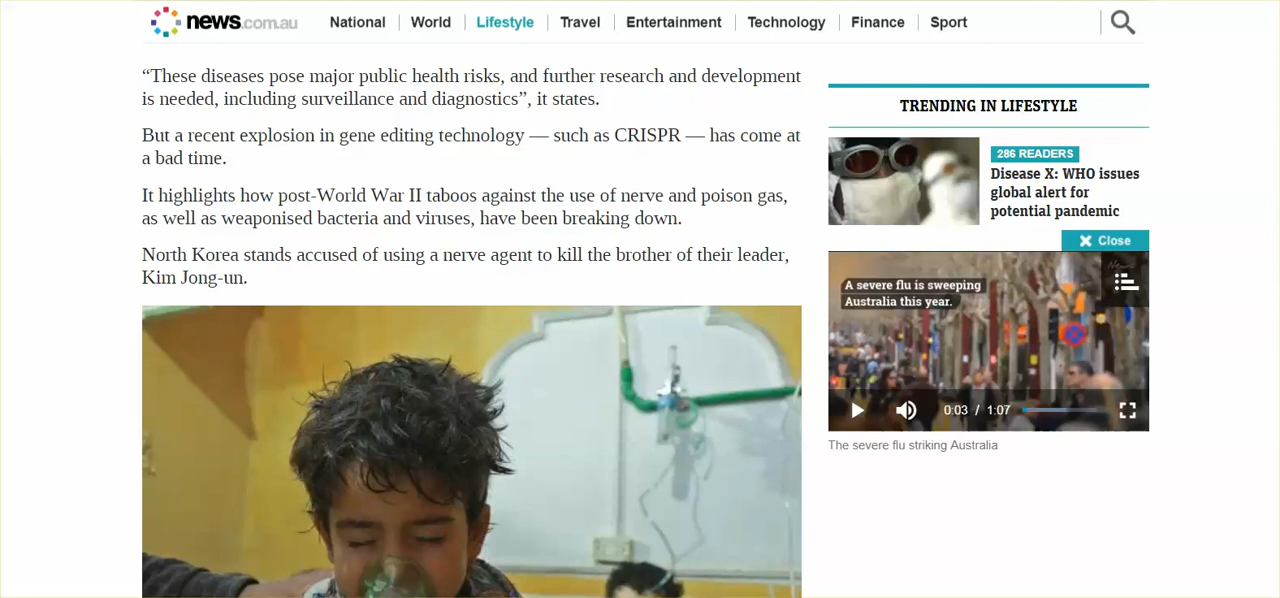 news.com.au
National World Lifestyle Travel Entertainment Technology Finance Sport
“These diseases pose major public health risks, and further research and development
is needed, including surveillance and diagnostics”, it states.
But a recent explosion in gene editing technology — such as CRISPR — has come at
a bad time.
It highlights how post-World War II taboos against the use of nerve and poison gas,
as well as weaponised bacteria and viruses, have been breaking down.
North Korea stands accused of using a nerve agent to kill the brother of their leader,
Kim Jong-un.
TRENDING IN LIFESTYLE
286 READERS
Disease X: WHO issues
global alert for
potential pandemic
Close
A severe flu is sweeping
Australia this year.
0:03 / 1:07
The severe flu striking Australia